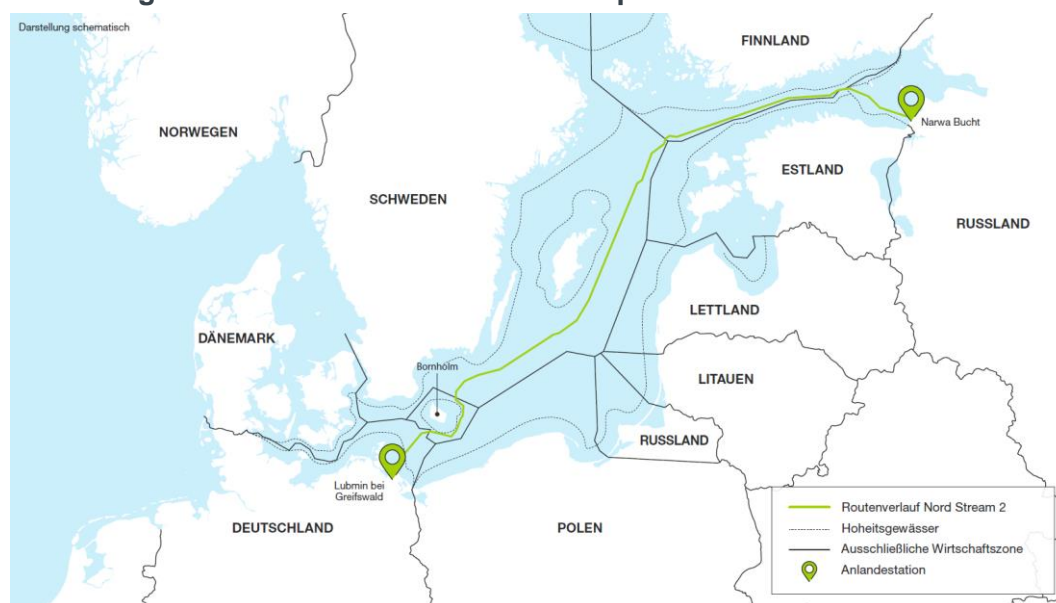 Darstellung schematisch
FINNLAND
NORWEGEN
Narwa Bucht
ESTLAND
SCHWEDEN
RUSSLAND
LETTLAND
DÄNEMARK
Bornholm
LITAUEN
RUSSLAND
Lubmin bei
Greifswald
DEUTSCHLAND
POLEN
Routenverlauf Nord Stream 2
Hoheitsgewässer
Ausschließliche Wirtschaftszone
Anlandestation